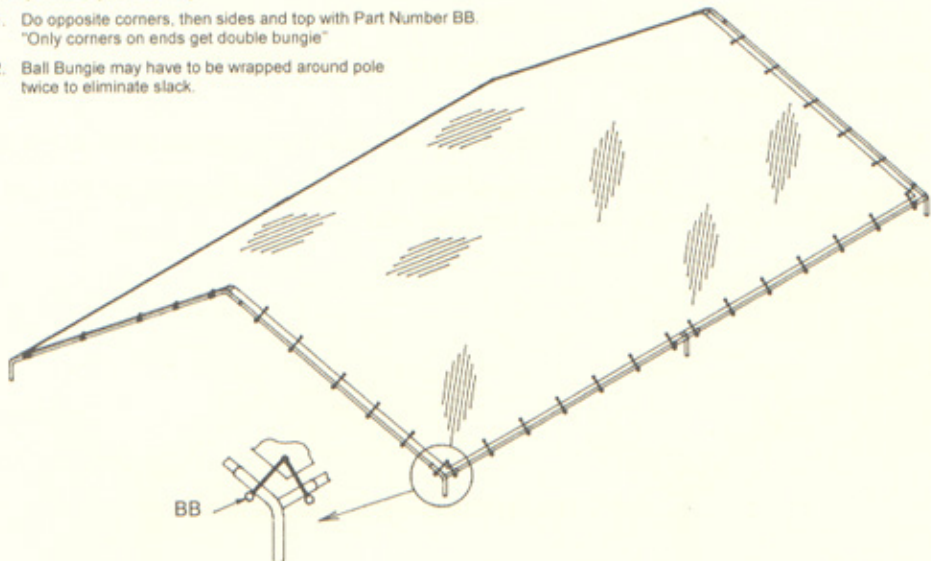 . Do opposite corners, then sides and top with Part Number BB.
"Only corners on ends get double bungie"
. Ball Bungie may have to be wrapped around pole
twice to eliminate slack.
BB